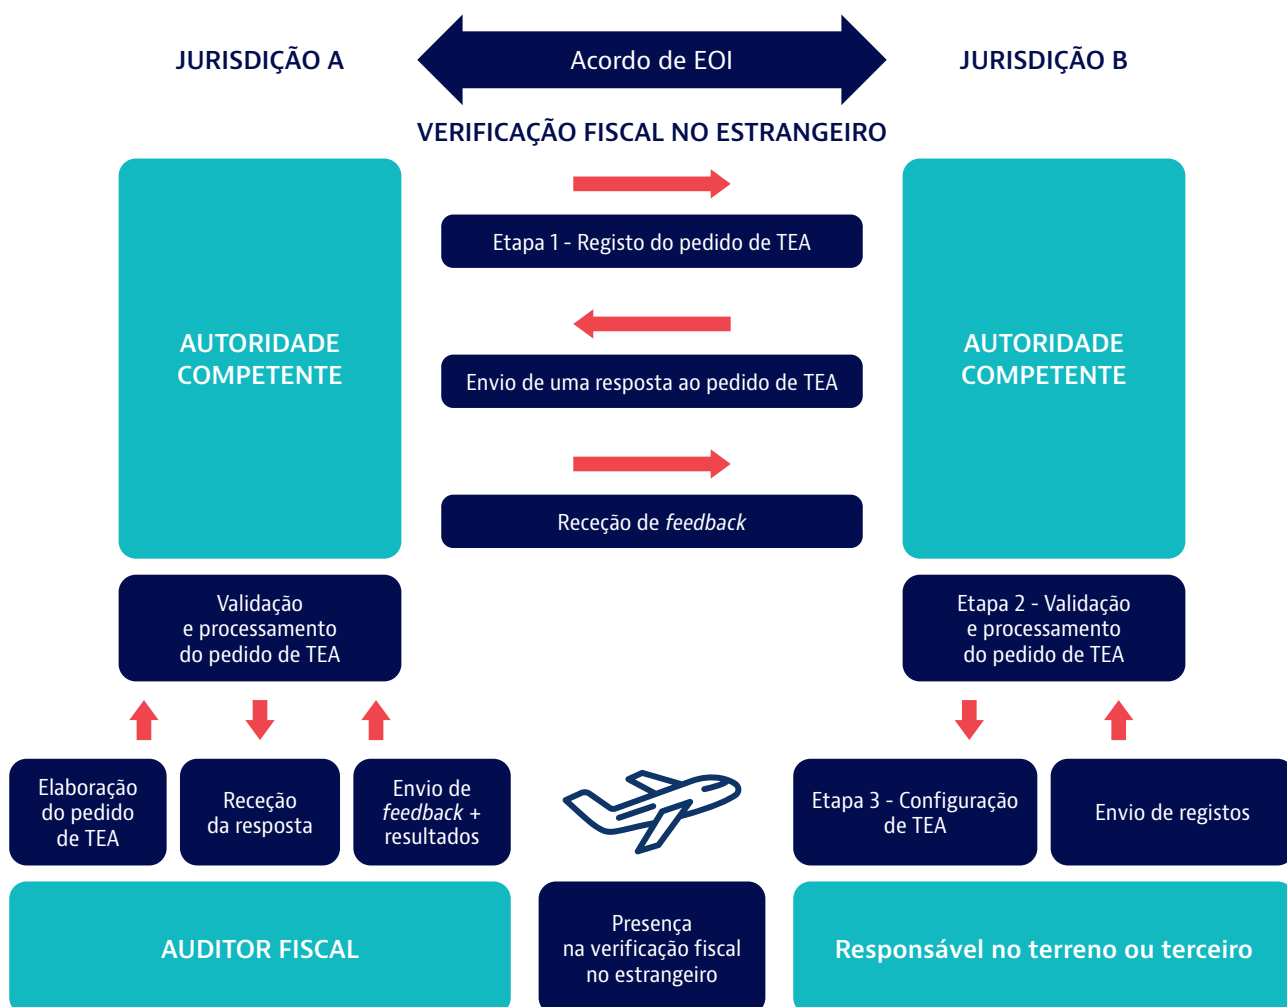 JURISDIÇÃO A
Acordo de EOI
JURISDIÇÃO B
VERIFICAÇÃO FISCAL NO ESTRANGEIRO
Etapa 1 - Registo do pedido de TEA
AUTORIDADE
COMPETENTE
Envio de uma resposta ao pedido de TEA
AUTORIDADE
COMPETENTE
Receção de feedback
Validação
e processamento
do pedido de TEA
Etapa 2 - Validação
e processamento
do pedido de TEA
Elaboração
do pedido
de TEA
Receção
da resposta
Envio de
feedback +
resultados
Etapa 3 - Configuração
de TEA
Envio de registos
AUDITOR FISCAL
Presença
na verificação fiscal
no estrangeiro
Responsável no terreno ou terceiro